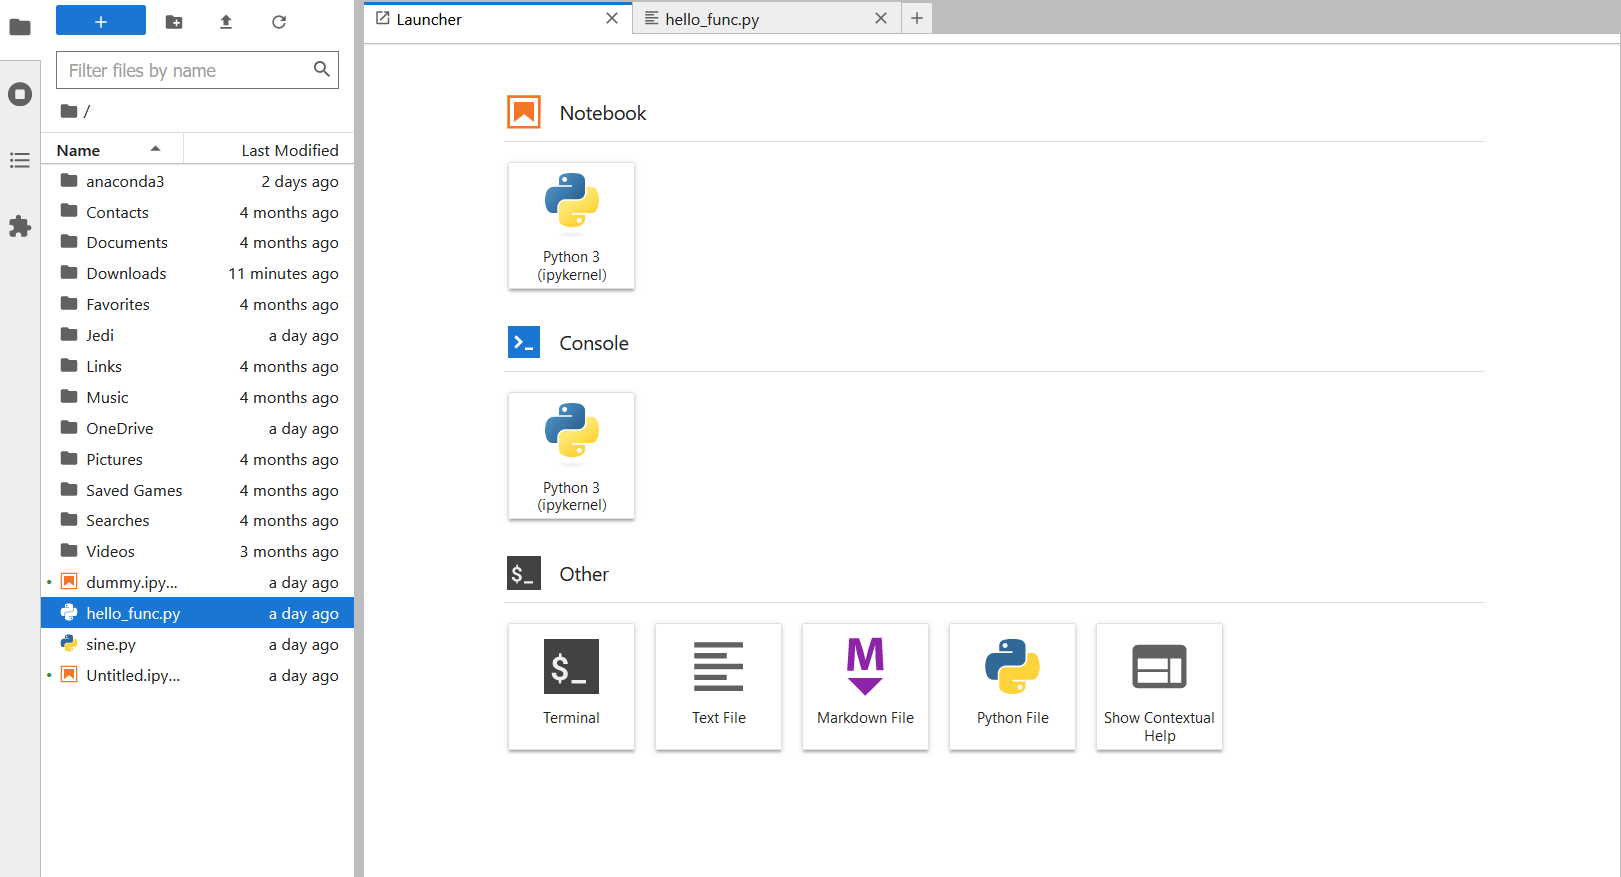 Launcher
hello_func.py
Filter files by name
/
Name Last Modified
anaconda3 2 days ago
Contacts 4 months ago
Documents 4 months ago
Downloads 11 minutes ago
Favorites 4 months ago
Jedi a day ago
Links 4 months ago
Music 4 months ago
OneDrive a day ago
Pictures 4 months ago
Saved Games 4 months ago
Searches 4 months ago
Videos 3 months ago
dummy.ipy... a day ago
hello_func.py a day ago
sine.py a day ago
Untitled.ipy... a day ago
Notebook
Python 3
(ipykernel)
Console
Python 3
(ipykernel)
$_ Other
$_
M
Terminal
Text File
Markdown File
Python File
Show Contextual
Help